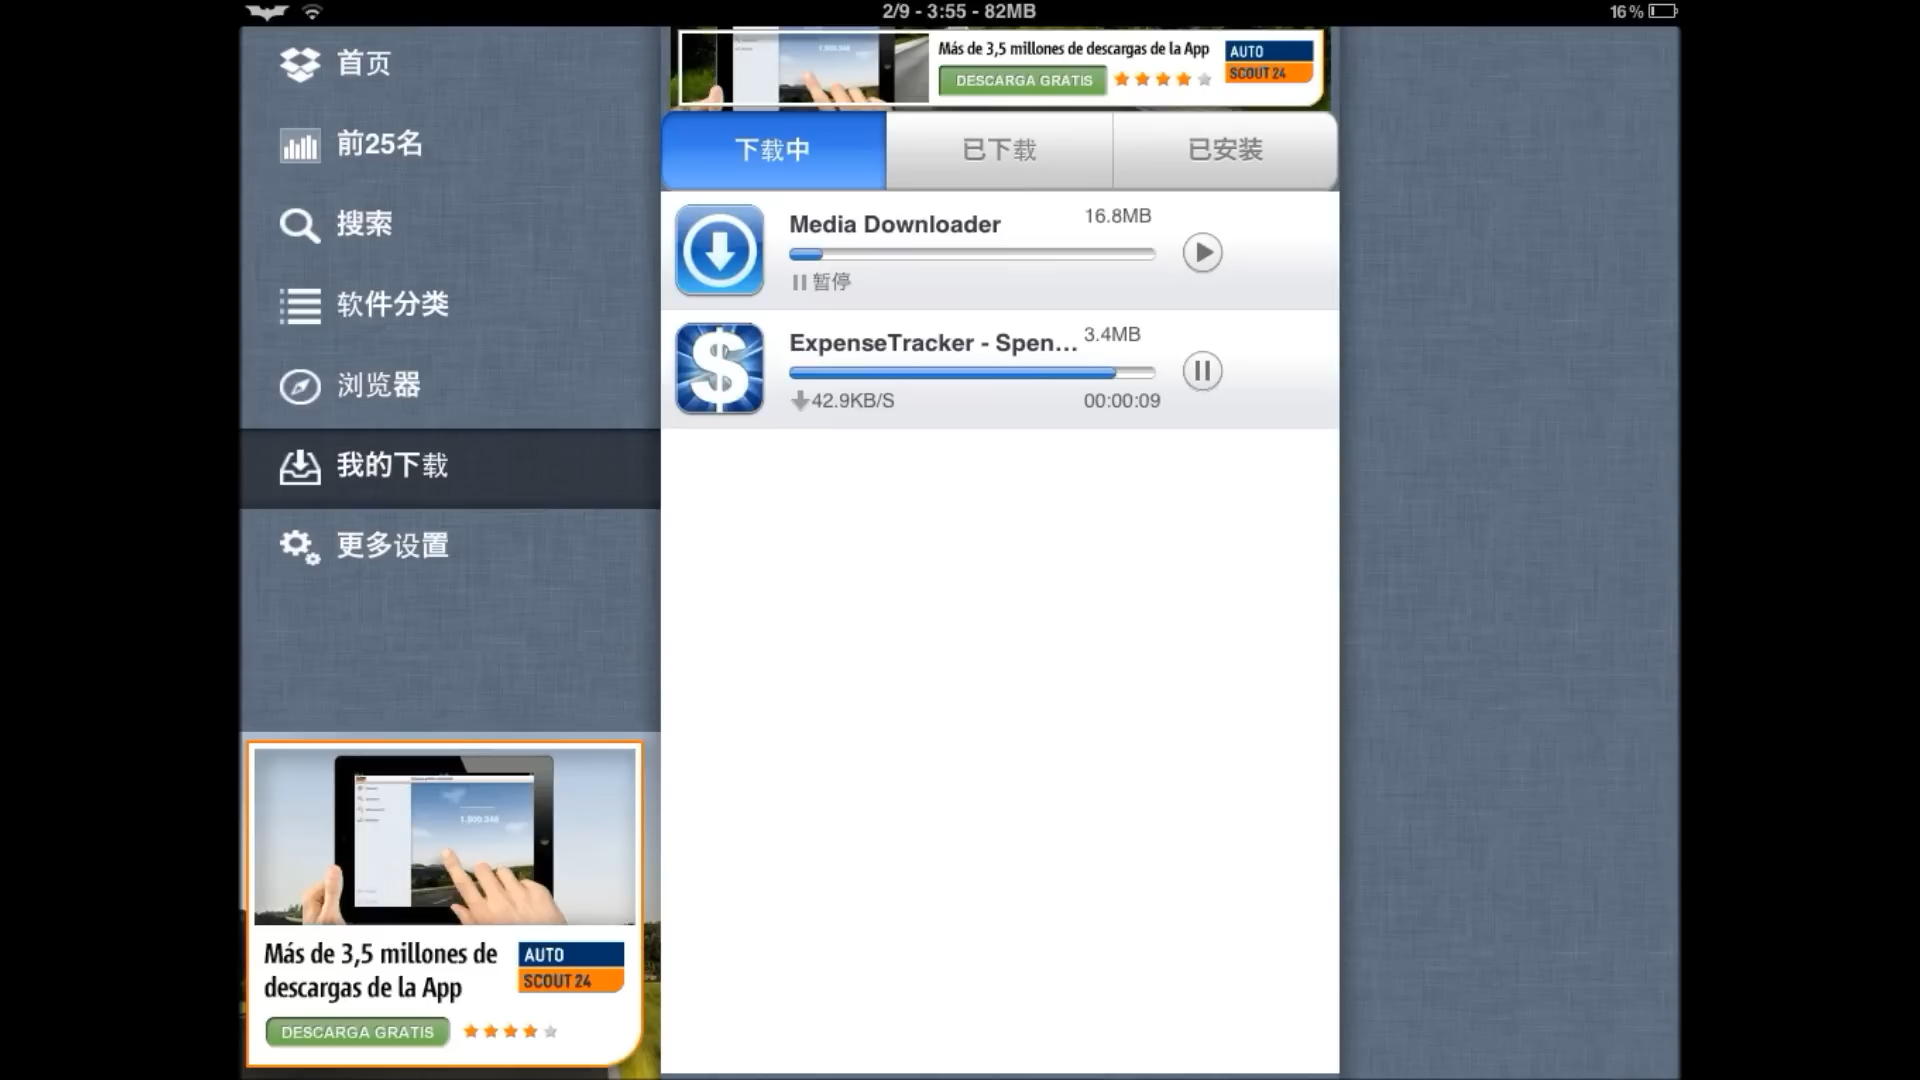 2/9 - 3:55 - 82MB
16%
首页
前25名
搜索
软件分类
浏览器
我的下载
更多设置
Más de 3,5 millones de descargas de la App
DESCARGA GRATIS
AUTO
SCOUT 24
下载中
已下载
已安装
Media Downloader
16.8MB
暂停
ExpenseTracker - Spen...
3.4MB
42.9KB/S
00:00:09
1.800.348
Más de 3,5 millones de
descargas de la App
AUTO
SCOUT 24
DESCARGA GRATIS